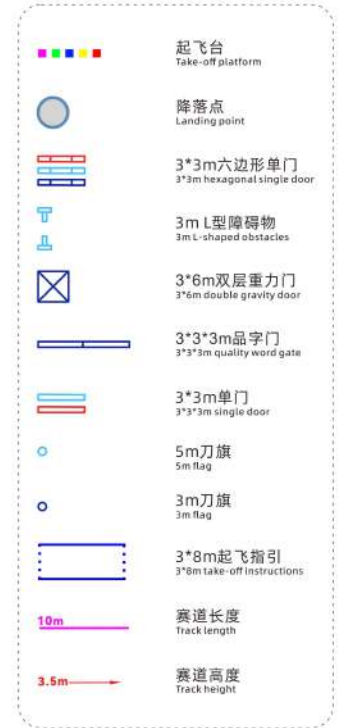 起飞台
Take-off platform
降落点
Landing point
3*3m六边形单门
3*3m hexagonal single door
3m L型障碍物
3m L-shaped obstacles
3*6m双层重力门
3*6m double gravity door
3*3*3m品字门
3*3*3m quality word gate
3*3m单门
3*3*3m single door
5m刀旗
5m flag
3m刀旗
3m flag
3*8m起飞指引
3*8m take-off instructions
10m
赛道长度
Track length
3.5m
赛道高度
Track height